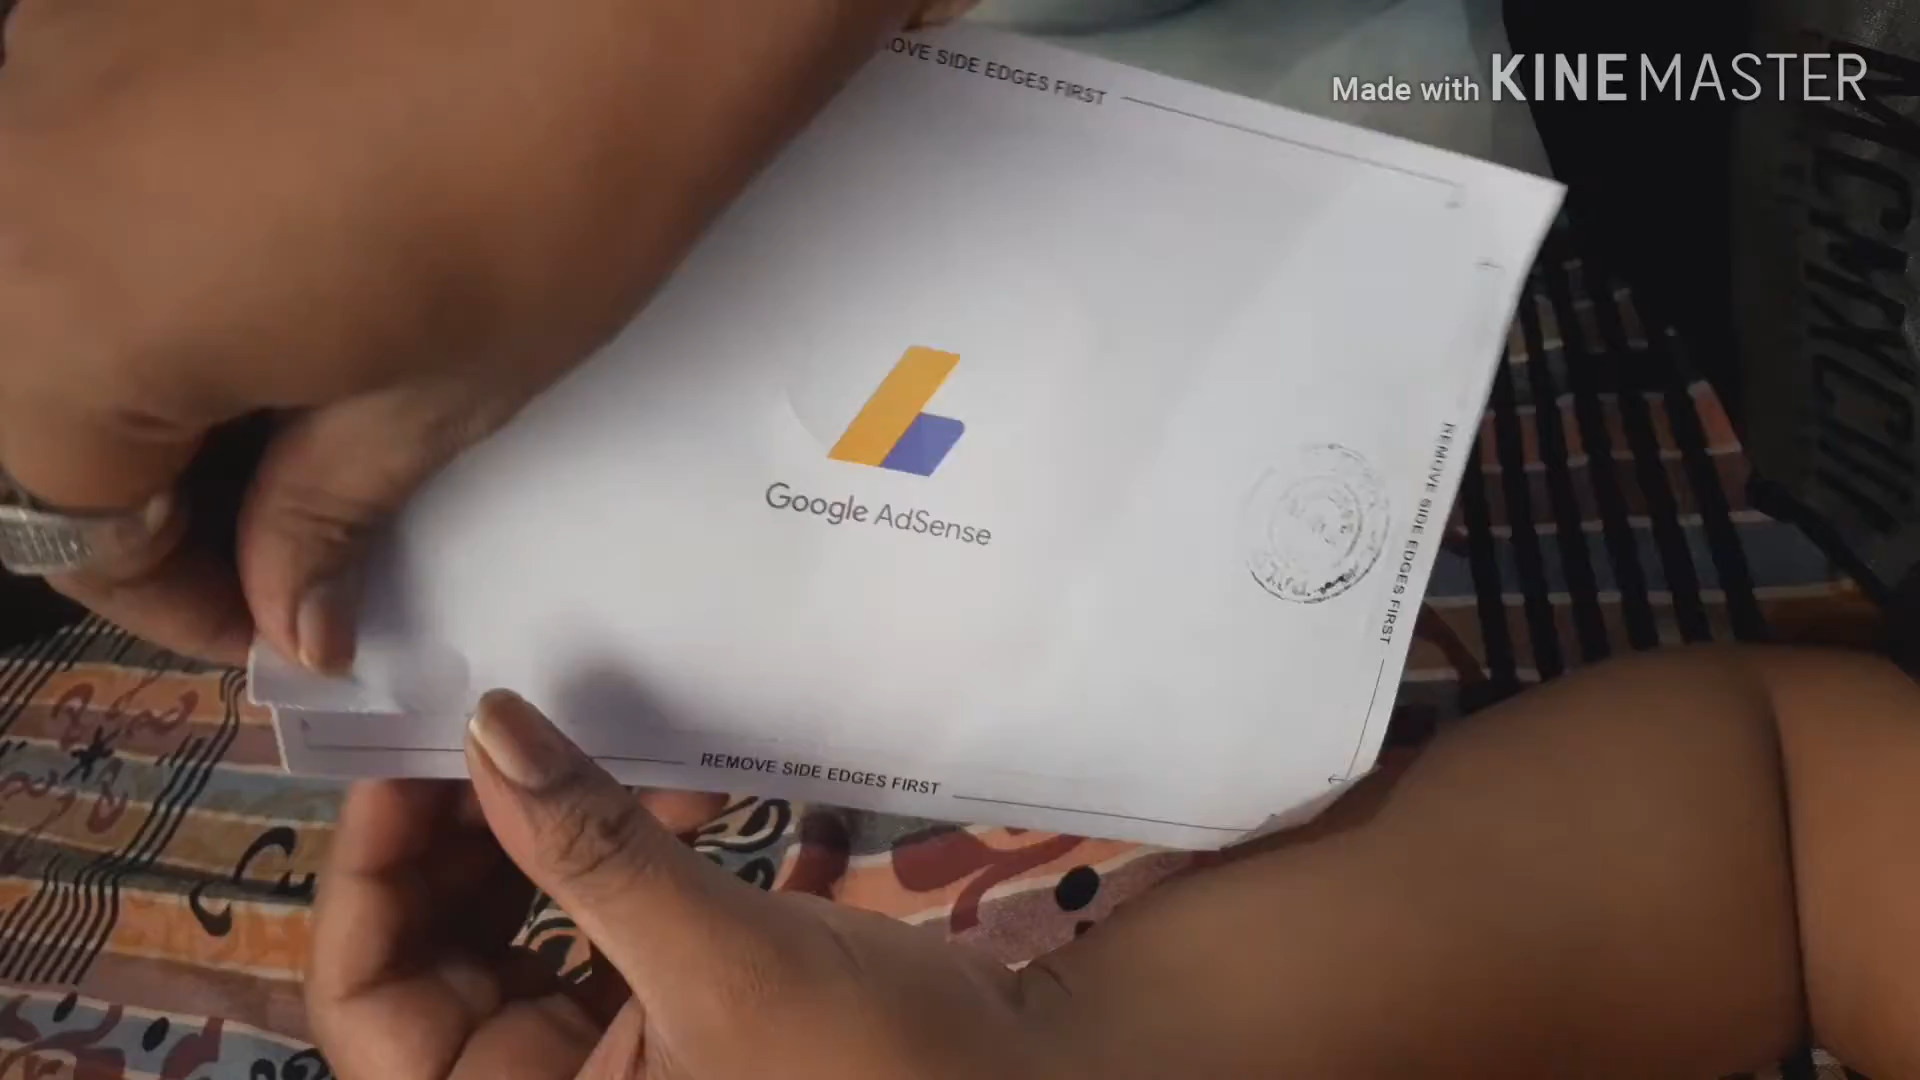 Made with KINEMASTER
OVE SIDE EDGES FIRST
Google AdSense
REMOVE SIDE EDGES FIRST
REMOVE SIDE EDGES FIRST